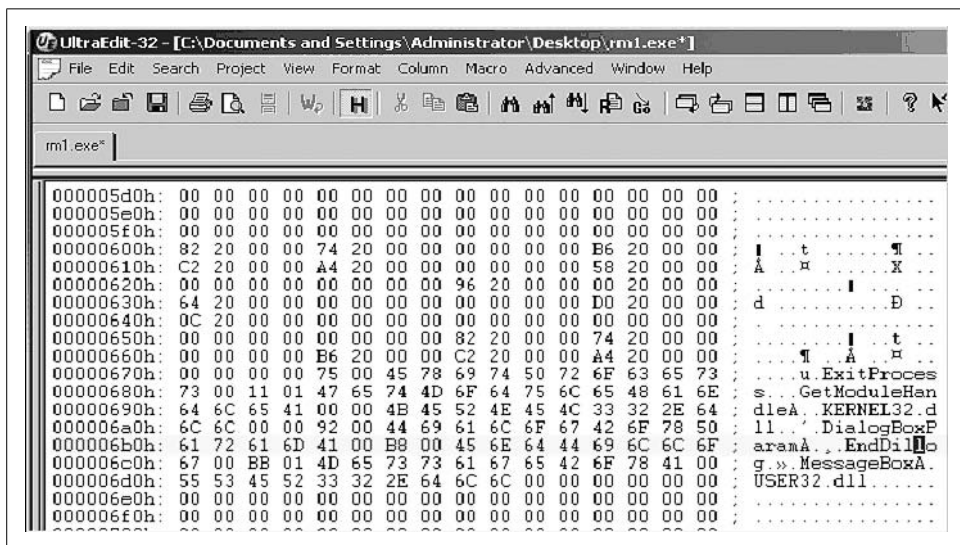 UltraEdit-32 - [C:\Documents and Settings\Administrator\Desktop\rm1.exe*]
File Edit Search Project View Format Column Macro Advanced Window Help
rm1.exe*
000005d0h: 00 00 00 00 00 00 00 00 00 00 00 00 00 00 00 00 ; ................
000005e0h: 00 00 00 00 00 00 00 00 00 00 00 00 00 00 00 00 ; ................
000005f0h: 00 00 00 00 00 00 00 00 00 00 00 00 00 00 00 00 ; ................
00000600h: 82 20 00 00 74 20 00 00 00 00 00 00 B6 20 00 00 ; ..t ¶ ..
00000610h: C2 20 00 00 A4 20 00 00 00 00 00 00 58 20 00 00 ; Â ..¤ X ..
00000620h: 00 00 00 00 00 00 00 00 96 20 00 00 00 20 00 00 ;
00000630h: 64 20 00 00 00 00 00 00 00 00 00 00 D0 20 00 00 ; d ..........Ð ..
00000640h: 0C 20 00 00 00 00 00 00 00 00 00 00 00 00 00 00 ; . ..............
00000650h: 00 00 00 00 00 00 00 00 82 20 00 00 74 20 00 00 ; ..t ..
00000660h: 00 00 00 00 B6 20 00 00 C2 20 00 00 A4 20 00 00 ; ....¶ ..Â ..¤ ..
00000670h: 00 00 00 00 75 00 45 78 69 74 50 72 6F 63 65 73 ; ....u.ExitProces
00000680h: 73 00 11 01 47 65 74 4D 6F 64 75 6C 65 48 61 6E ; s...GetModuleHan
00000690h: 64 6C 65 41 00 00 4B 45 52 4E 45 4C 33 32 2E 64 ; dleA..KERNEL32.d
000006a0h: 6C 6C 00 00 92 00 44 69 61 6C 6F 67 42 6F 78 50 ; ll..'.DialogBoxP
000006b0h: 61 72 61 6D 41 00 B8 00 45 6E 64 44 69 6C 6C 6F ; aramA.¸.EndDillo
000006c0h: 67 00 BB 01 4D 65 73 73 61 67 65 42 6F 78 41 00 ; g.».MessageBoxA.
000006d0h: 55 53 45 52 33 32 2E 64 6C 6C 00 00 00 00 00 00 ; USER32.dll......
000006e0h: 00 00 00 00 00 00 00 00 00 00 00 00 00 00 00 00 ; ................
000006f0h: 00 00 00 00 00 00 00 00 00 00 00 00 00 00 00 00 ; ................